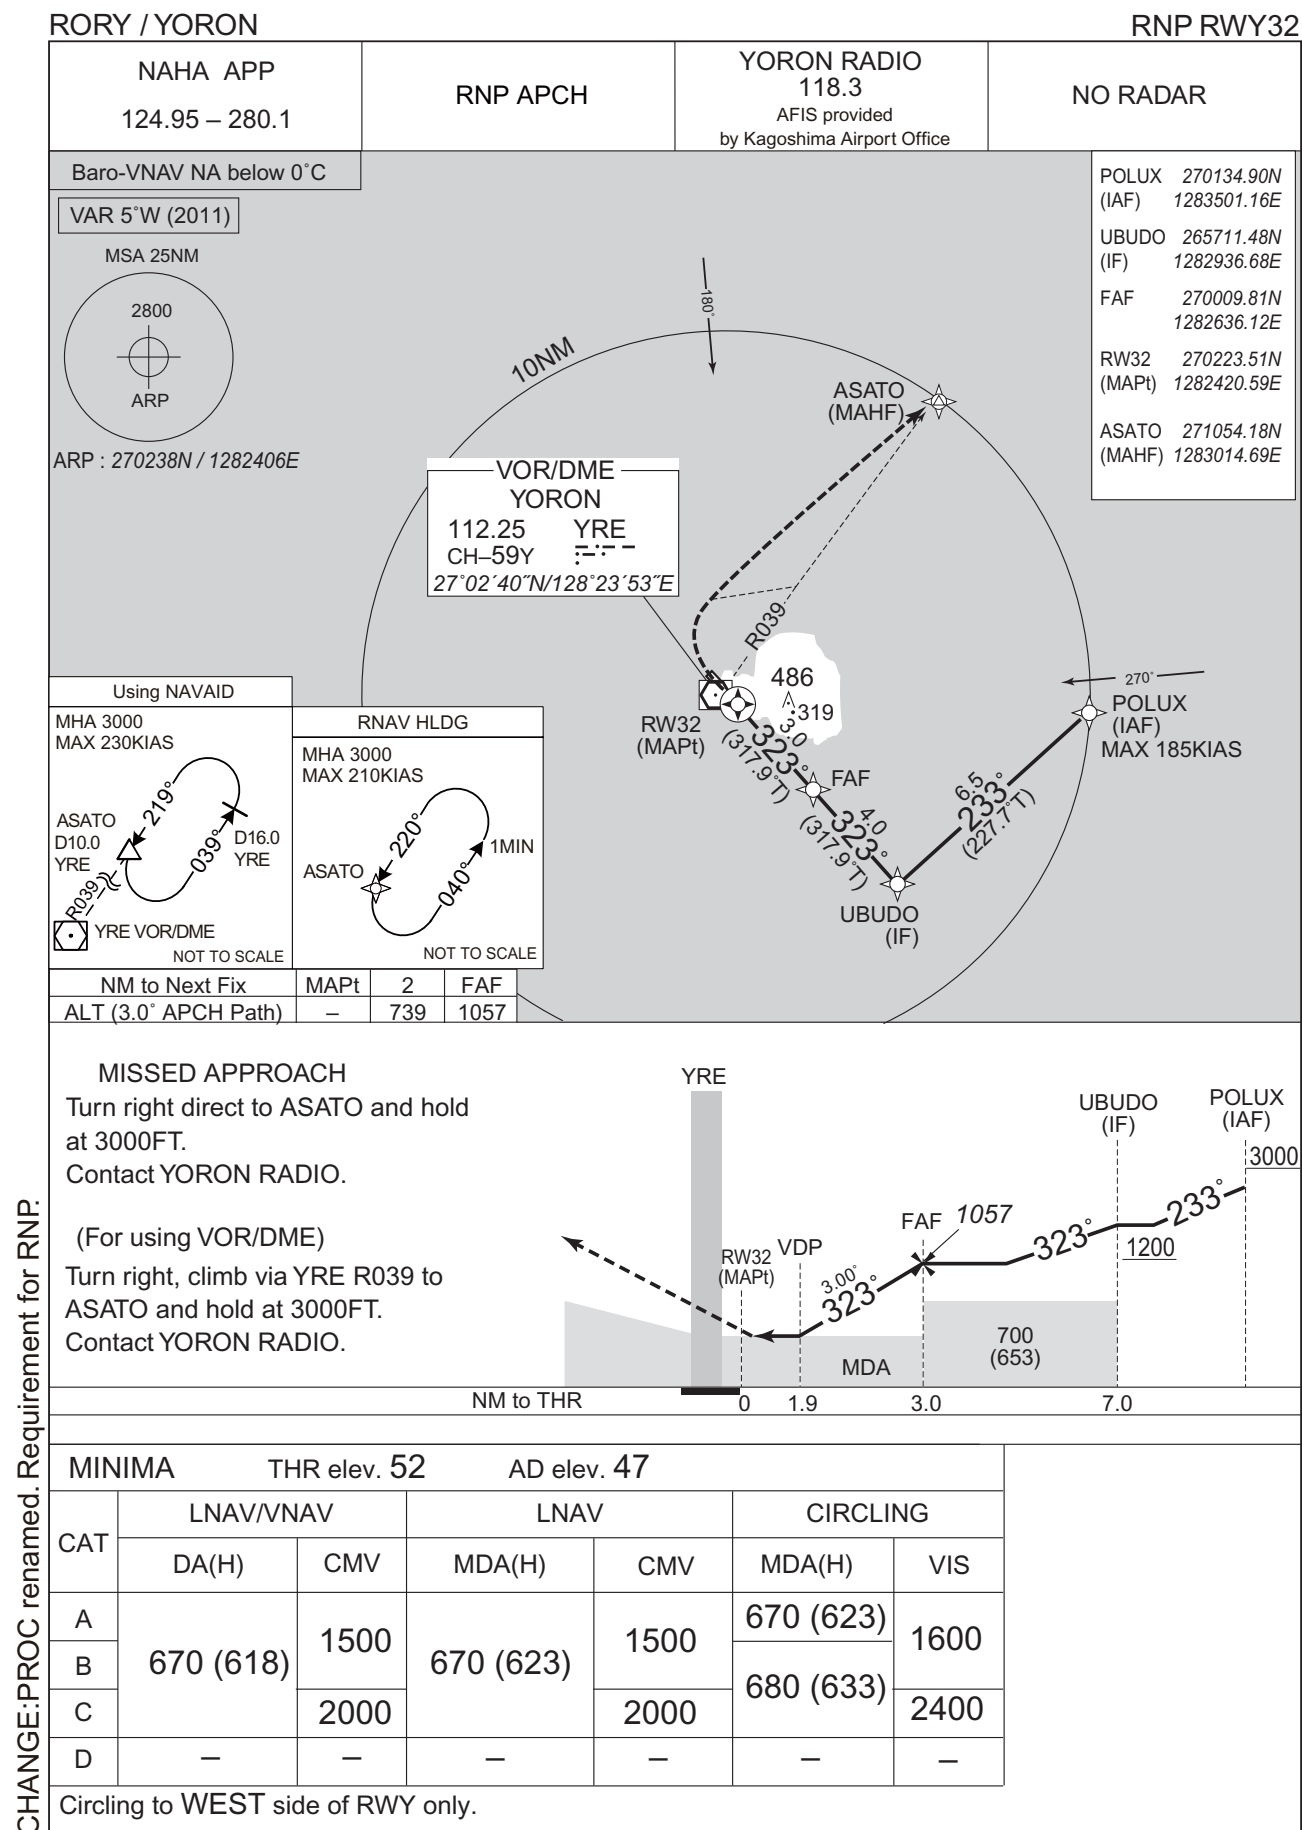 RORY / YORON
RNP RWY32
NAHA APP
124.95 – 280.1
RNP APCH
YORON RADIO
118.3
AFIS provided
by Kagoshima Airport Office
NO RADAR
Baro-VNAV NA below 0°C
VAR 5°W (2011)
MSA 25NM
2800
ARP
ARP : 270238N / 1282406E
POLUX 270134.90N
(IAF) 1283501.16E
UBUDO 265711.48N
(IF) 1282936.68E
FAF 270009.81N
1282636.12E
RW32 270223.51N
(MAPt) 1282420.59E
ASATO 271054.18N
(MAHF) 1283014.69E
180°
10NM
ASATO
(MAHF)
VOR/DME
YORON
112.25 YRE
CH–59Y
27°02´40˝N/128°23´53˝E
R039
486
319
270°
POLUX
(IAF)
MAX 185KIAS
RW32
(MAPt)
3.0
323°
(317.9°T)
FAF
4.0
323°
(317.9°T)
6.5
233°
(227.7°T)
UBUDO
(IF)
Using NAVAID
MHA 3000
MAX 230KIAS
219°
039°
ASATO
D10.0
YRE
D16.0
YRE
R039
YRE VOR/DME
NOT TO SCALE
RNAV HLDG
MHA 3000
MAX 210KIAS
220°
040°
1MIN
ASATO
NOT TO SCALE
NM to Next Fix MAPt 2 FAF
ALT (3.0° APCH Path) – 739 1057
MISSED APPROACH
Turn right direct to ASATO and hold
at 3000FT.
Contact YORON RADIO.
(For using VOR/DME)
Turn right, climb via YRE R039 to
ASATO and hold at 3000FT.
Contact YORON RADIO.
YRE
UBUDO
(IF)
POLUX
(IAF)
3000
233°
FAF 1057
323°
1200
RW32
(MAPt)
VDP
3.00°
323°
MDA
700
(653)
NM to THR 0 1.9 3.0 7.0
MINIMA THR elev. 52 AD elev. 47
CAT LNAV/VNAV LNAV CIRCLING
DA(H) CMV MDA(H) CMV MDA(H) VIS
A 670 (618) 1500 670 (623) 1500 670 (623) 1600
B 680 (633)
C 2000 2000 2400
D – – – – – –
Circling to WEST side of RWY only.
CHANGE:PROC renamed. Requirement for RNP.